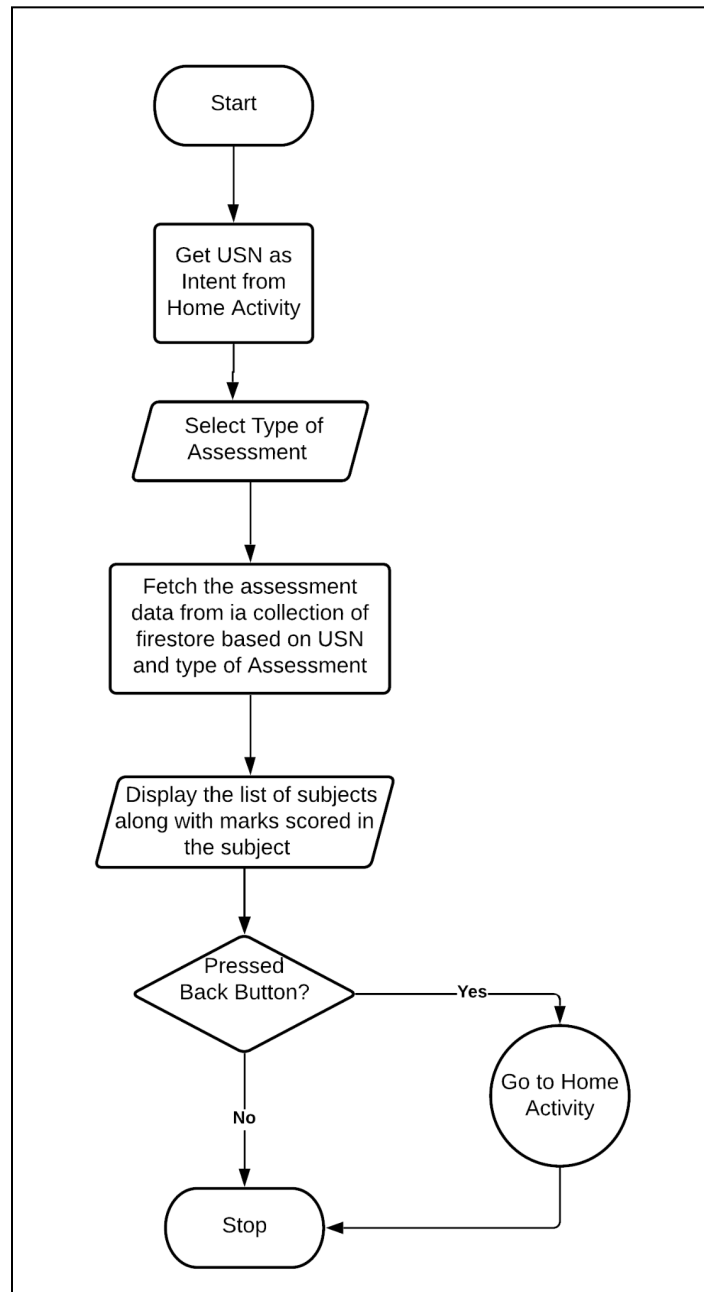 Start
Get USN as
Intent from
Home Activity
Select Type of
Assessment
Fetch the assessment
data from ia collection of
firestore based on USN
and type of Assessment
Display the list of subjects
along with marks scored in
the subject
Pressed
Back Button?
Yes
Go to Home
Activity
No
Stop